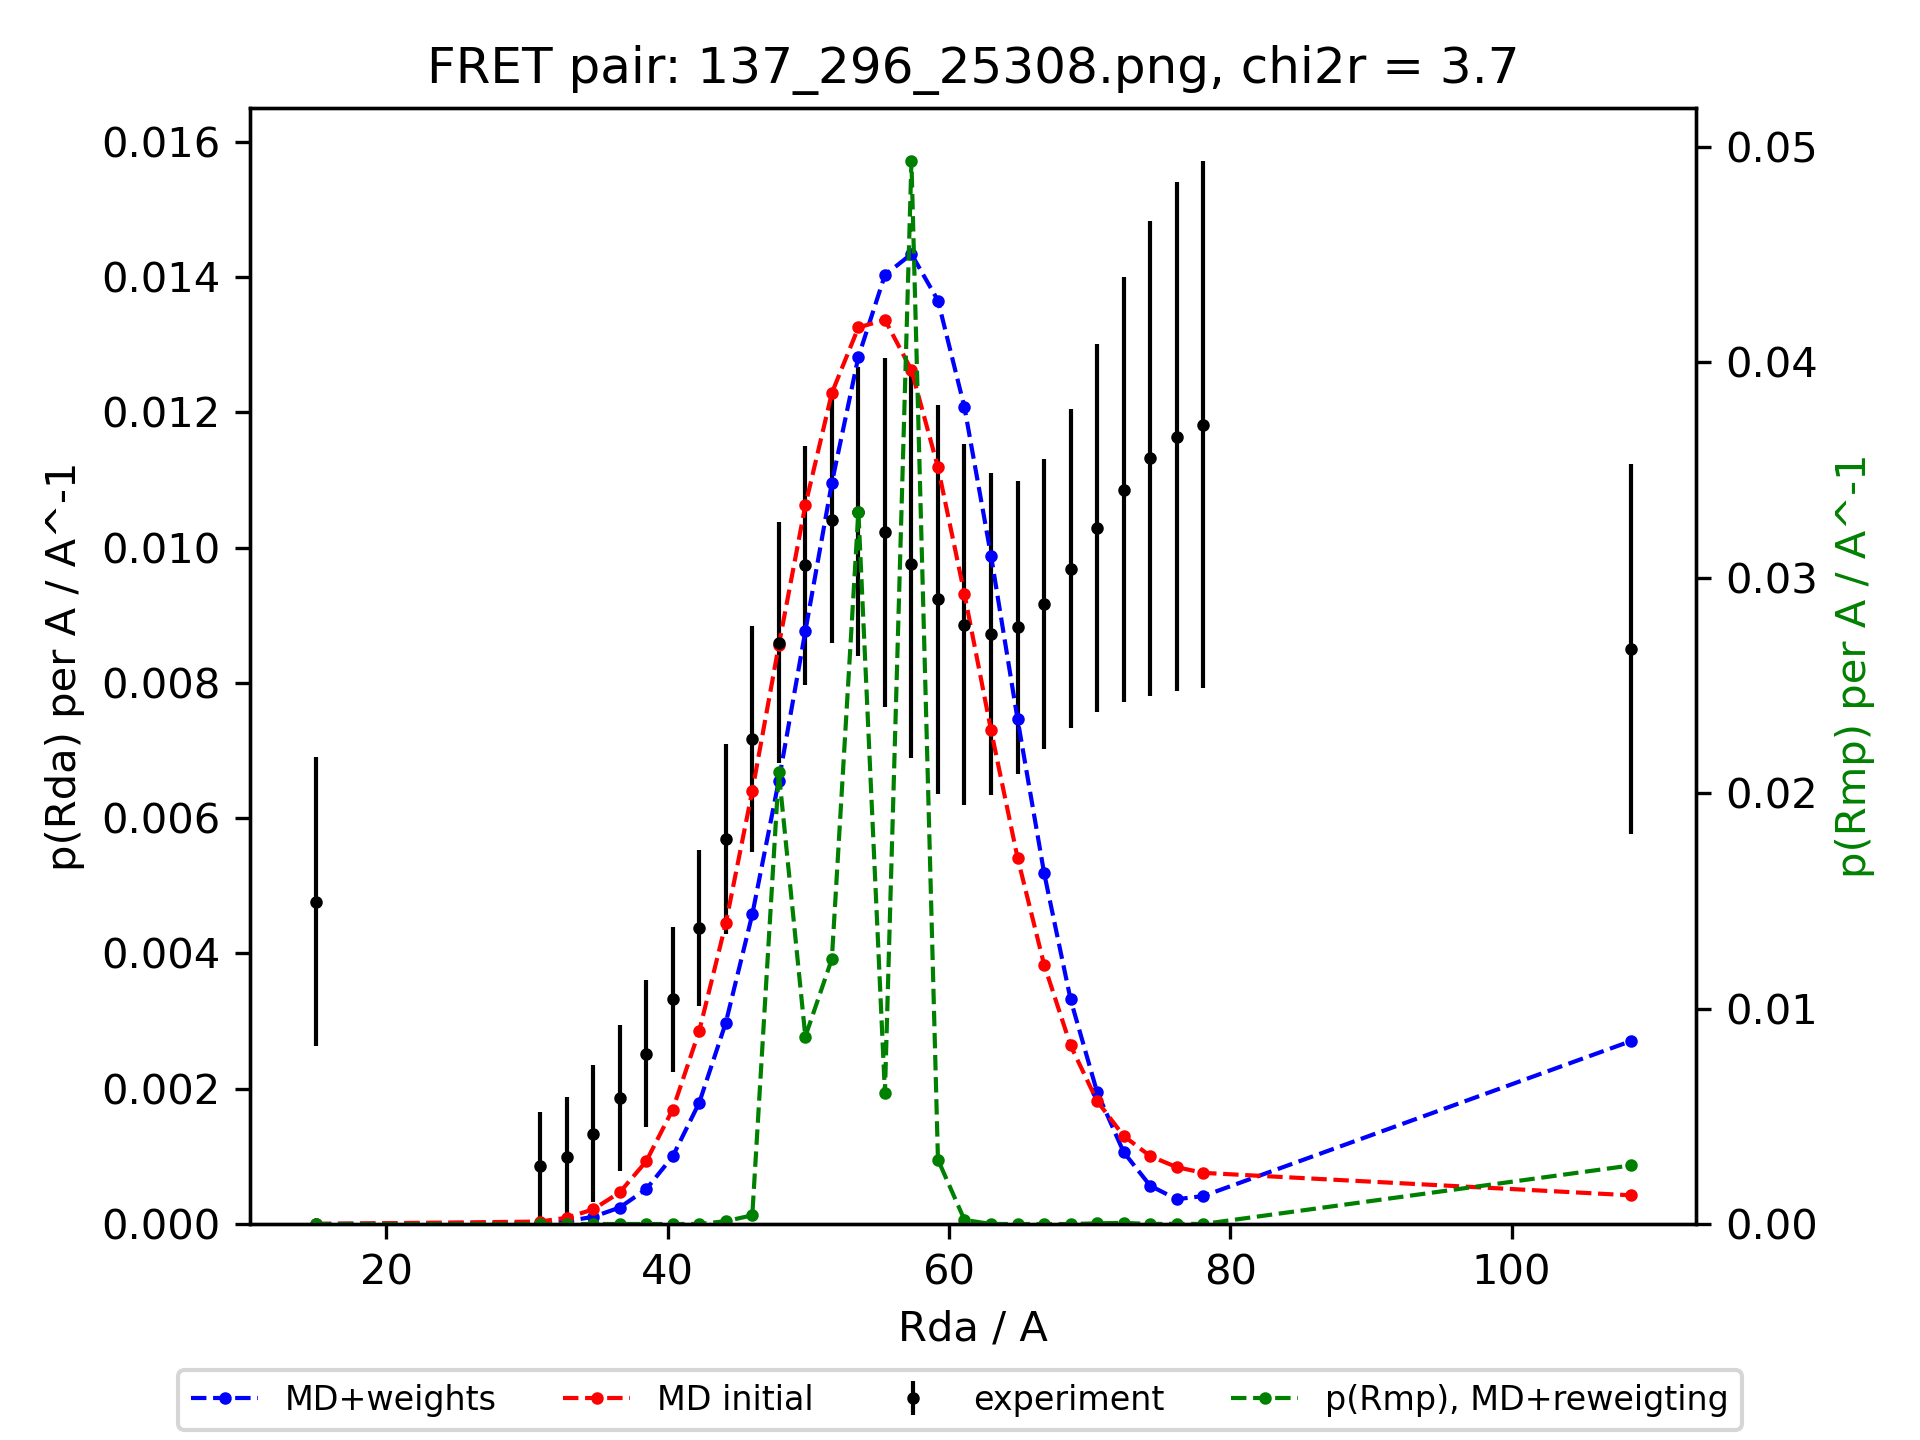 FRET pair: 137_296_25308.png, chi2r = 3.7
0.016
0.014
0.012
0.010
0.008
0.006
0.004
0.002
0.000
p(Rda) per A / A^-1
0.05
0.04
0.03
0.02
0.01
0.00
p(Rmp) per A / A^-1
20 40 60 80 100
Rda / A
MD+weights MD initial experiment p(Rmp), MD+reweigting